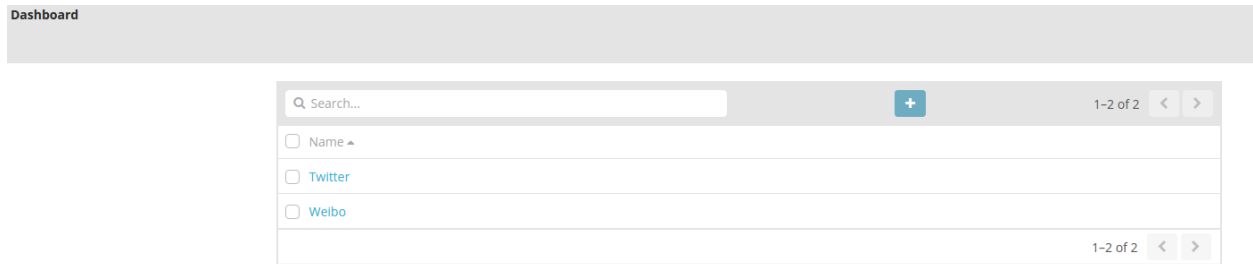 Dashboard
Search...
+
1–2 of 2
Name
Twitter
Weibo
1–2 of 2